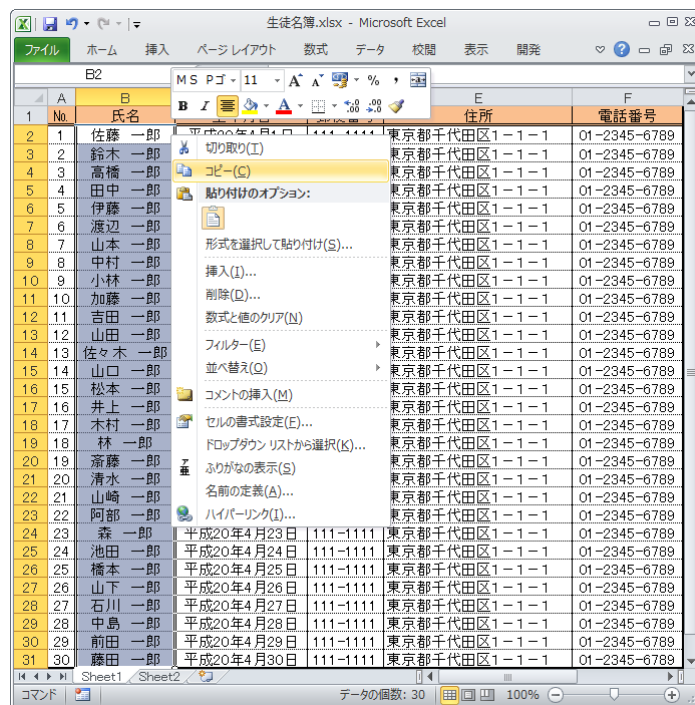 生徒名簿.xlsx - Microsoft Excel
ファイル ホーム 挿入 ページ レイアウト 数式 データ 校閲 表示 開発
B2
MS Pゴ 11
A B E F
1 No. 氏名 住所 電話番号
2 1 佐藤 一郎 東京都千代田区1-1-1 01-2345-6789
3 2 鈴木 一郎 切り取り(T) 東京都千代田区1-1-1 01-2345-6789
4 3 高橋 一郎 コピー(C) 東京都千代田区1-1-1 01-2345-6789
5 4 田中 一郎 貼り付けのオプション: 東京都千代田区1-1-1 01-2345-6789
6 5 伊藤 一郎 東京都千代田区1-1-1 01-2345-6789
7 6 渡辺 一郎 東京都千代田区1-1-1 01-2345-6789
8 7 山本 一郎 形式を選択して貼り付け(S)... 東京都千代田区1-1-1 01-2345-6789
9 8 中村 一郎 挿入(I)... 東京都千代田区1-1-1 01-2345-6789
10 9 小林 一郎 東京都千代田区1-1-1 01-2345-6789
11 10 加藤 一郎 削除(D)... 東京都千代田区1-1-1 01-2345-6789
12 11 吉田 一郎 数式と値のクリア(N) 東京都千代田区1-1-1 01-2345-6789
13 12 山田 一郎 フィルター(E) 東京都千代田区1-1-1 01-2345-6789
14 13 佐々木 一郎 東京都千代田区1-1-1 01-2345-6789
15 14 山口 一郎 並べ替え(O) 東京都千代田区1-1-1 01-2345-6789
16 15 松本 一郎 コメントの挿入(M) 東京都千代田区1-1-1 01-2345-6789
17 16 井上 一郎 東京都千代田区1-1-1 01-2345-6789
18 17 木村 一郎 セルの書式設定(F)... 東京都千代田区1-1-1 01-2345-6789
19 18 林 一郎 ドロップダウン リストから選択(K)... 東京都千代田区1-1-1 01-2345-6789
20 19 斎藤 一郎 ふりがなの表示(S) 東京都千代田区1-1-1 01-2345-6789
21 20 清水 一郎 名前の定義(A)... 東京都千代田区1-1-1 01-2345-6789
22 21 山崎 一郎 東京都千代田区1-1-1 01-2345-6789
23 22 阿部 一郎 ハイパーリンク(I)... 東京都千代田区1-1-1 01-2345-6789
24 23 森 一郎 平成20年4月23日 111-1111 東京都千代田区1-1-1 01-2345-6789
25 24 池田 一郎 平成20年4月24日 111-1111 東京都千代田区1-1-1 01-2345-6789
26 25 橋本 一郎 平成20年4月25日 111-1111 東京都千代田区1-1-1 01-2345-6789
27 26 山下 一郎 平成20年4月26日 111-1111 東京都千代田区1-1-1 01-2345-6789
28 27 石川 一郎 平成20年4月27日 111-1111 東京都千代田区1-1-1 01-2345-6789
29 28 中島 一郎 平成20年4月28日 111-1111 東京都千代田区1-1-1 01-2345-6789
30 29 前田 一郎 平成20年4月29日 111-1111 東京都千代田区1-1-1 01-2345-6789
31 30 藤田 一郎 平成20年4月30日 111-1111 東京都千代田区1-1-1 01-2345-6789
Sheet1 Sheet2
コマンド データの個数: 30 100%